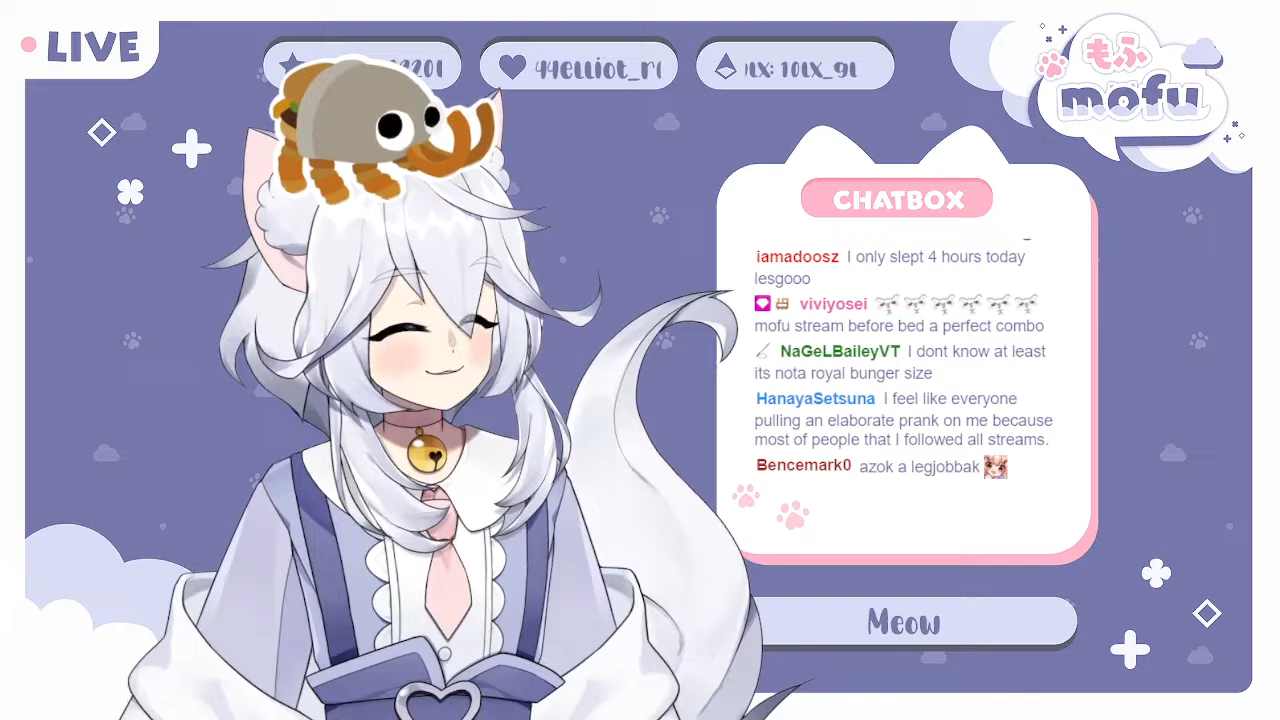 LIVE
もふ
mofu
CHATBOX
iamadoosz I only slept 4 hours today
lesgooo
viviyosei
mofu stream before bed a perfect combo
NaGeLBaileyVT I dont know at least
its nota royal bunger size
HanayaSetsuna I feel like everyone
pulling an elaborate prank on me because
most of people that I followed all streams.
Bencemark0 azok a legjobbak
Meow